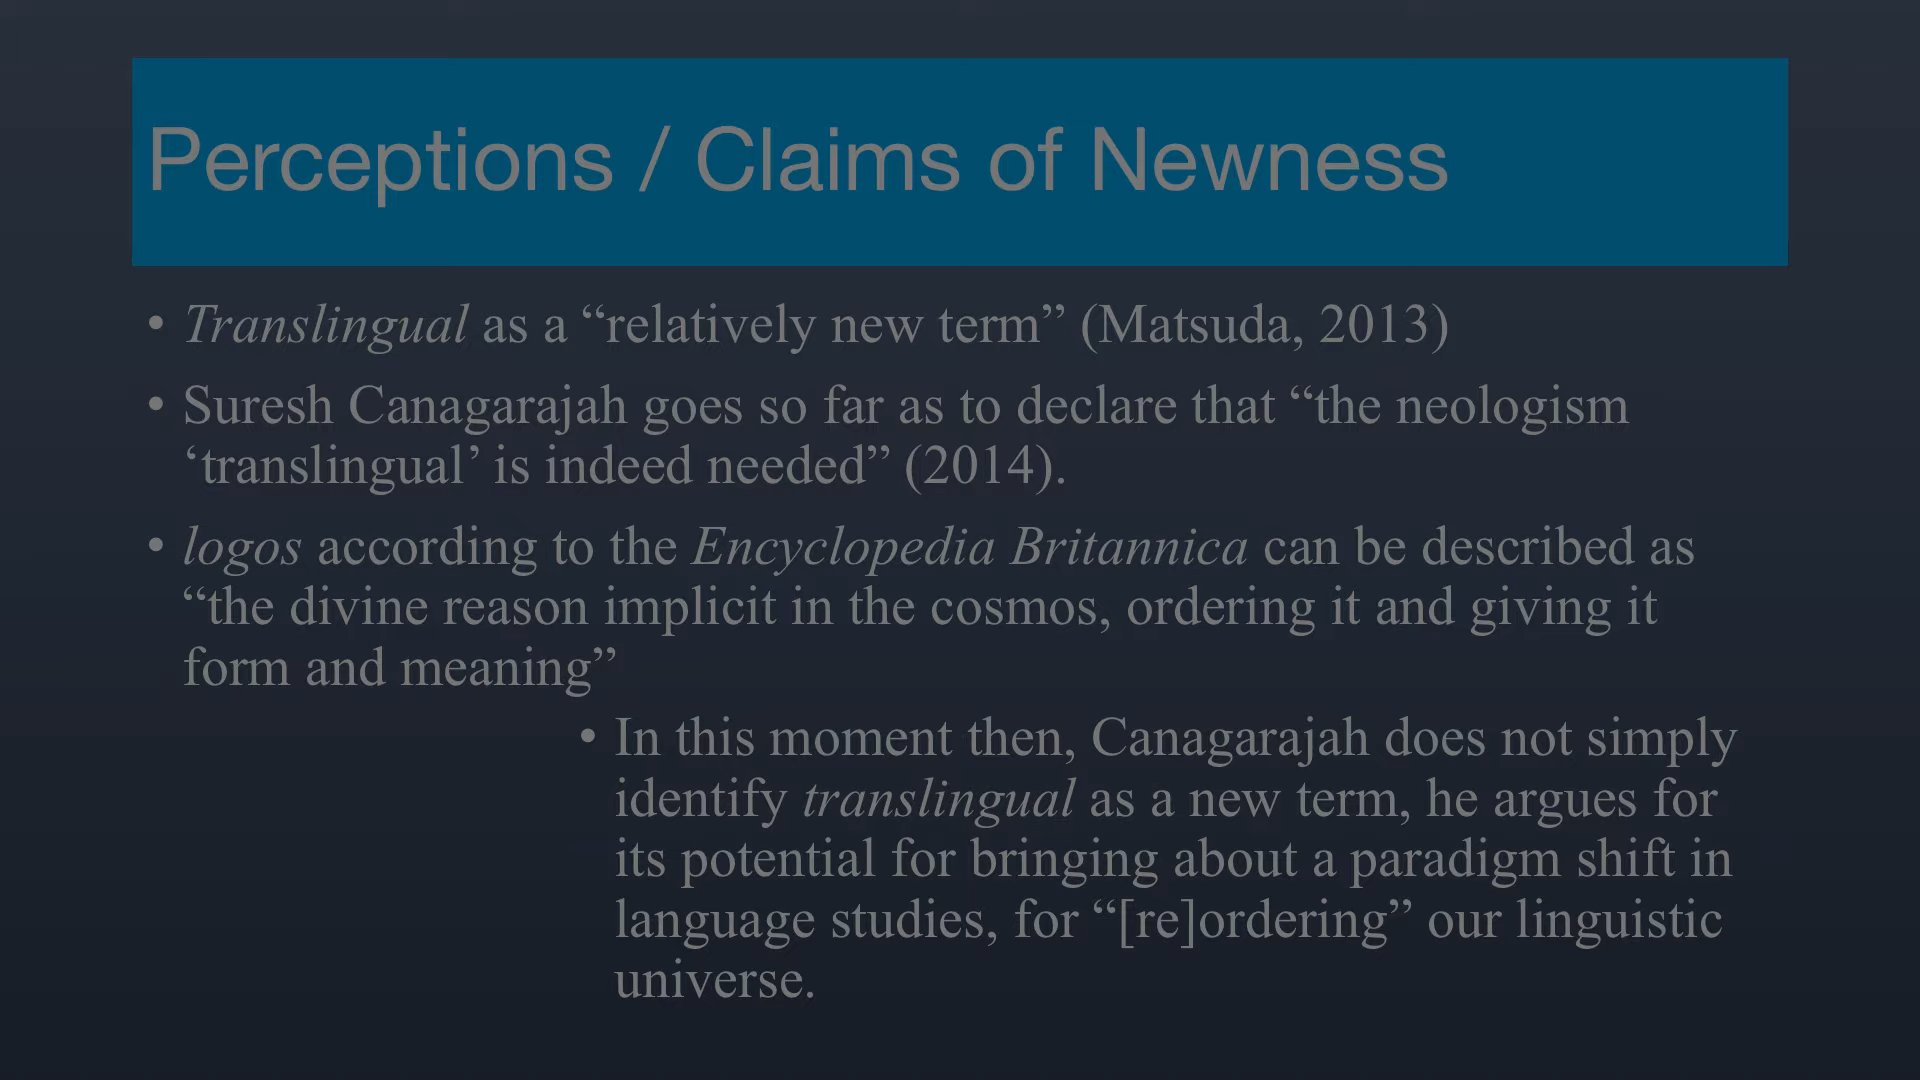 Perceptions / Claims of Newness
• Translingual as a “relatively new term” (Matsuda, 2013)
• Suresh Canagarajah goes so far as to declare that “the neologism
‘translingual’ is indeed needed” (2014).
• logos according to the Encyclopedia Britannica can be described as
“the divine reason implicit in the cosmos, ordering it and giving it
form and meaning”
• In this moment then, Canagarajah does not simply
identify translingual as a new term, he argues for
its potential for bringing about a paradigm shift in
language studies, for “[re]ordering” our linguistic
universe.